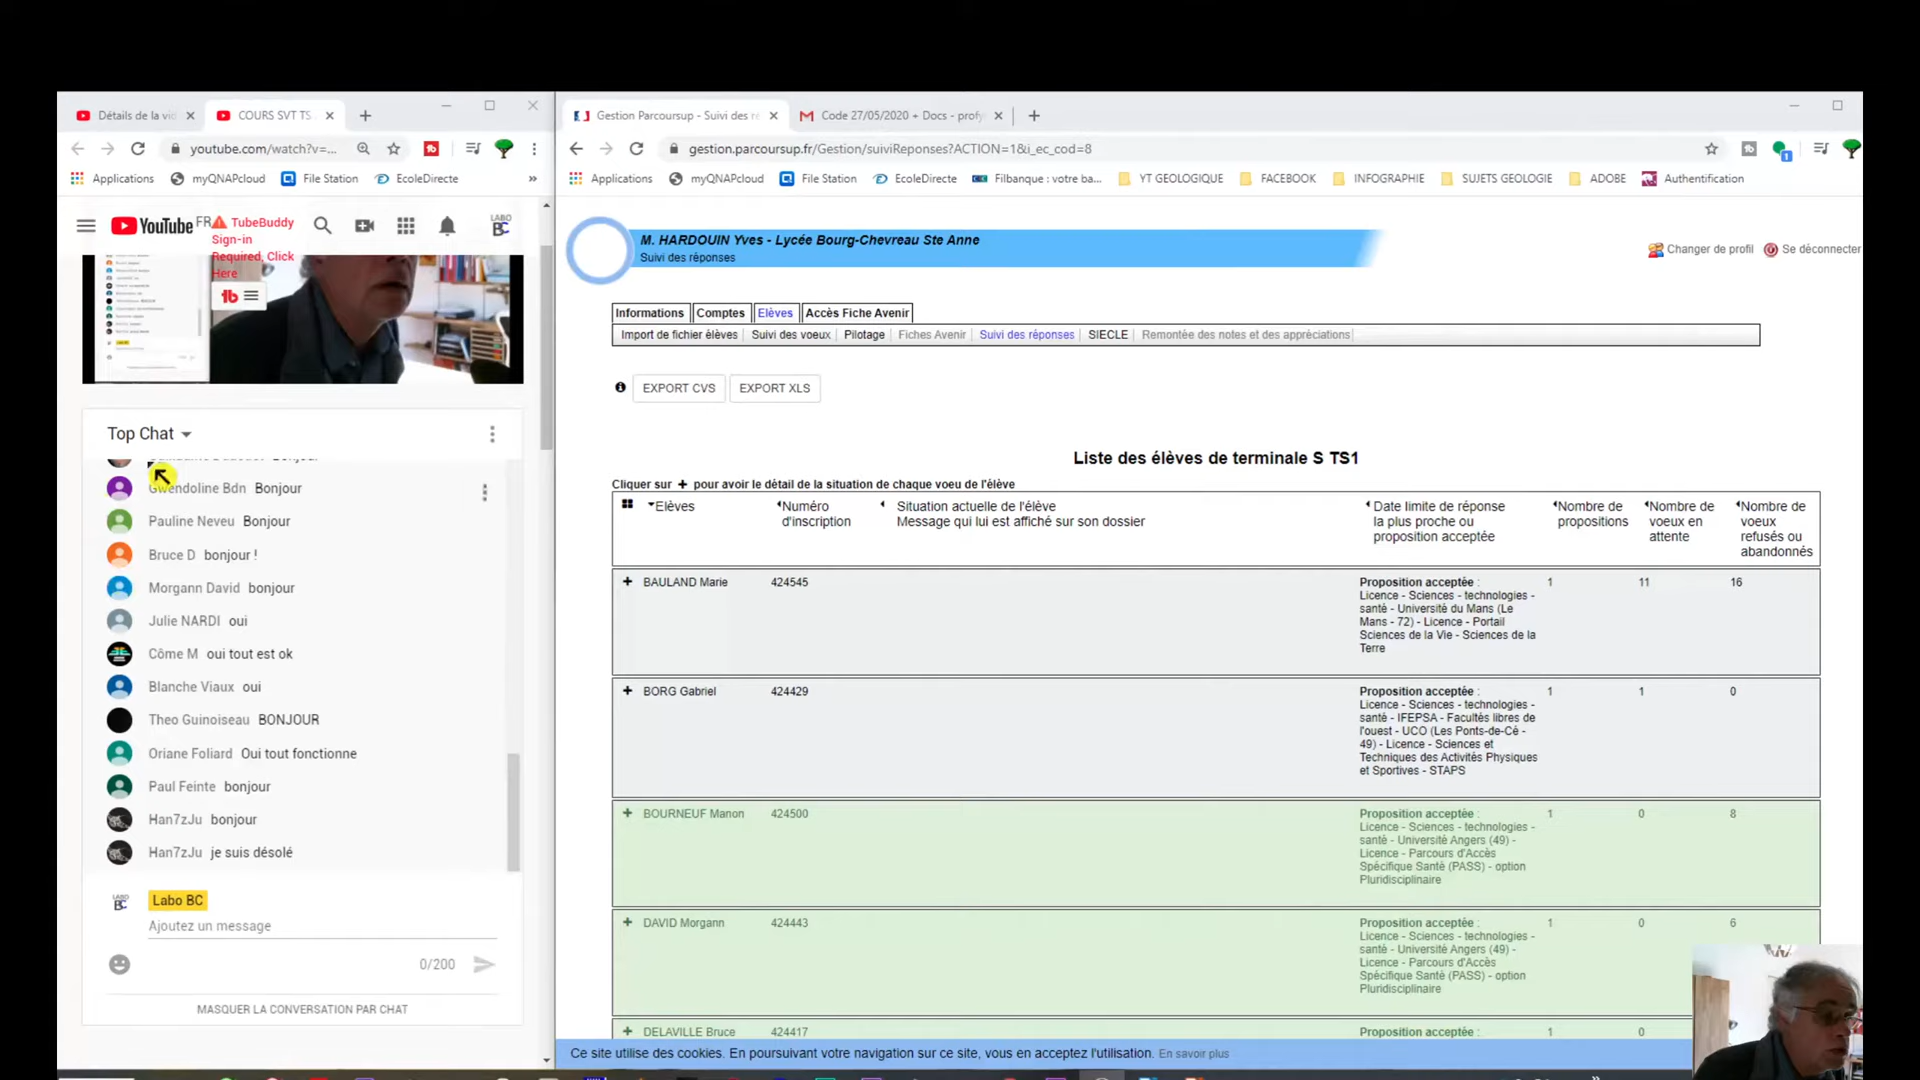 Détails de la vid
COURS SVT TS
youtube.com/watch?v=...
Applications
myQNAPcloud
File Station
EcoleDirecte
»
YouTube FR
TubeBuddy
Sign-in
Required, Click
Here
LABO
BC
Top Chat
Gwendoline Bdn Bonjour
Pauline Neveu Bonjour
Bruce D bonjour !
Morgann David bonjour
Julie NARDI oui
Côme M oui tout est ok
Blanche Viaux oui
Theo Guinoiseau BONJOUR
Oriane Foliard Oui tout fonctionne
Paul Feinte bonjour
Han7zJu bonjour
Han7zJu je suis désolé
LABO
BC
Labo BC
Ajoutez un message
0/200
MASQUER LA CONVERSATION PAR CHAT
Gestion Parcoursup - Suivi des ré
Code 27/05/2020 + Docs - profy
gestion.parcoursup.fr/Gestion/suiviReponses?ACTION=1&i_ec_cod=8
Applications
myQNAPcloud
File Station
EcoleDirecte
Filbanque : votre ba...
YT GEOLOGIQUE
FACEBOOK
INFOGRAPHIE
SUJETS GEOLOGIE
ADOBE
Authentification
M. HARDOUIN Yves - Lycée Bourg-Chevreau Ste Anne
Suivi des réponses
Changer de profil
Se déconnecter
Informations
Comptes
Elèves
Accès Fiche Avenir
Import de fichier élèves
Suivi des voeux
Pilotage
Fiches Avenir
Suivi des réponses
SIECLE
Remontée des notes et des appréciations
EXPORT CVS
EXPORT XLS
Liste des élèves de terminale S TS1
Cliquer sur + pour avoir le détail de la situation de chaque voeu de l'élève
Elèves
Numéro
d'inscription
Situation actuelle de l'élève
Message qui lui est affiché sur son dossier
Date limite de réponse
la plus proche ou
proposition acceptée
Nombre de
propositions
Nombre de
voeux en
attente
Nombre de
voeux
refusés ou
abandonnés
+ BAULAND Marie 424545 Proposition acceptée : 1 11 16
Licence - Sciences - technologies -
santé - Université du Mans (Le
Mans - 72) - Licence - Portail
Sciences de la Vie - Sciences de la
Terre
+ BORG Gabriel 424429 Proposition acceptée : 1 1 0
Licence - Sciences - technologies -
santé - IFEPSA - Facultés libres de
l'ouest - UCO (Les Ponts-de-Cé -
49) - Licence - Sciences et
Techniques des Activités Physiques
et Sportives - STAPS
+ BOURNEUF Manon 424500 Proposition acceptée : 1 0 8
Licence - Sciences - technologies -
santé - Université Angers (49) -
Licence - Parcours d'Accès
Spécifique Santé (PASS) - option
Pluridisciplinaire
+ DAVID Morgann 424443 Proposition acceptée : 1 0 6
Licence - Sciences - technologies -
santé - Université Angers (49) -
Licence - Parcours d'Accès
Spécifique Santé (PASS) - option
Pluridisciplinaire
+ DELAVILLE Bruce 424417 Proposition acceptée : 1 0
Ce site utilise des cookies. En poursuivant votre navigation sur ce site, vous en acceptez l'utilisation. En savoir plus